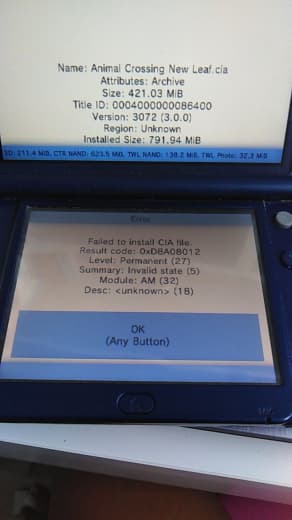 Name: Animal Crossing New Leaf.cia
Attributes: Archive
Size: 421.03 MiB
Title ID: 0004000000086400
Version: 3072 (3.0.0)
Region: Unknown
Installed Size: 791.94 MiB
SD: 211.4 MiB, CTR NAND: 623.5 MiB, TWL NAND: 138.2 MiB, TWL Photo: 32.3 MiB
Error
Failed to install CIA file.
Result code: 0xD8A08012
Level: Permanent (27)
Summary: Invalid state (5)
Module: AM (32)
Desc: <unknown> (18)
OK
(Any Button)